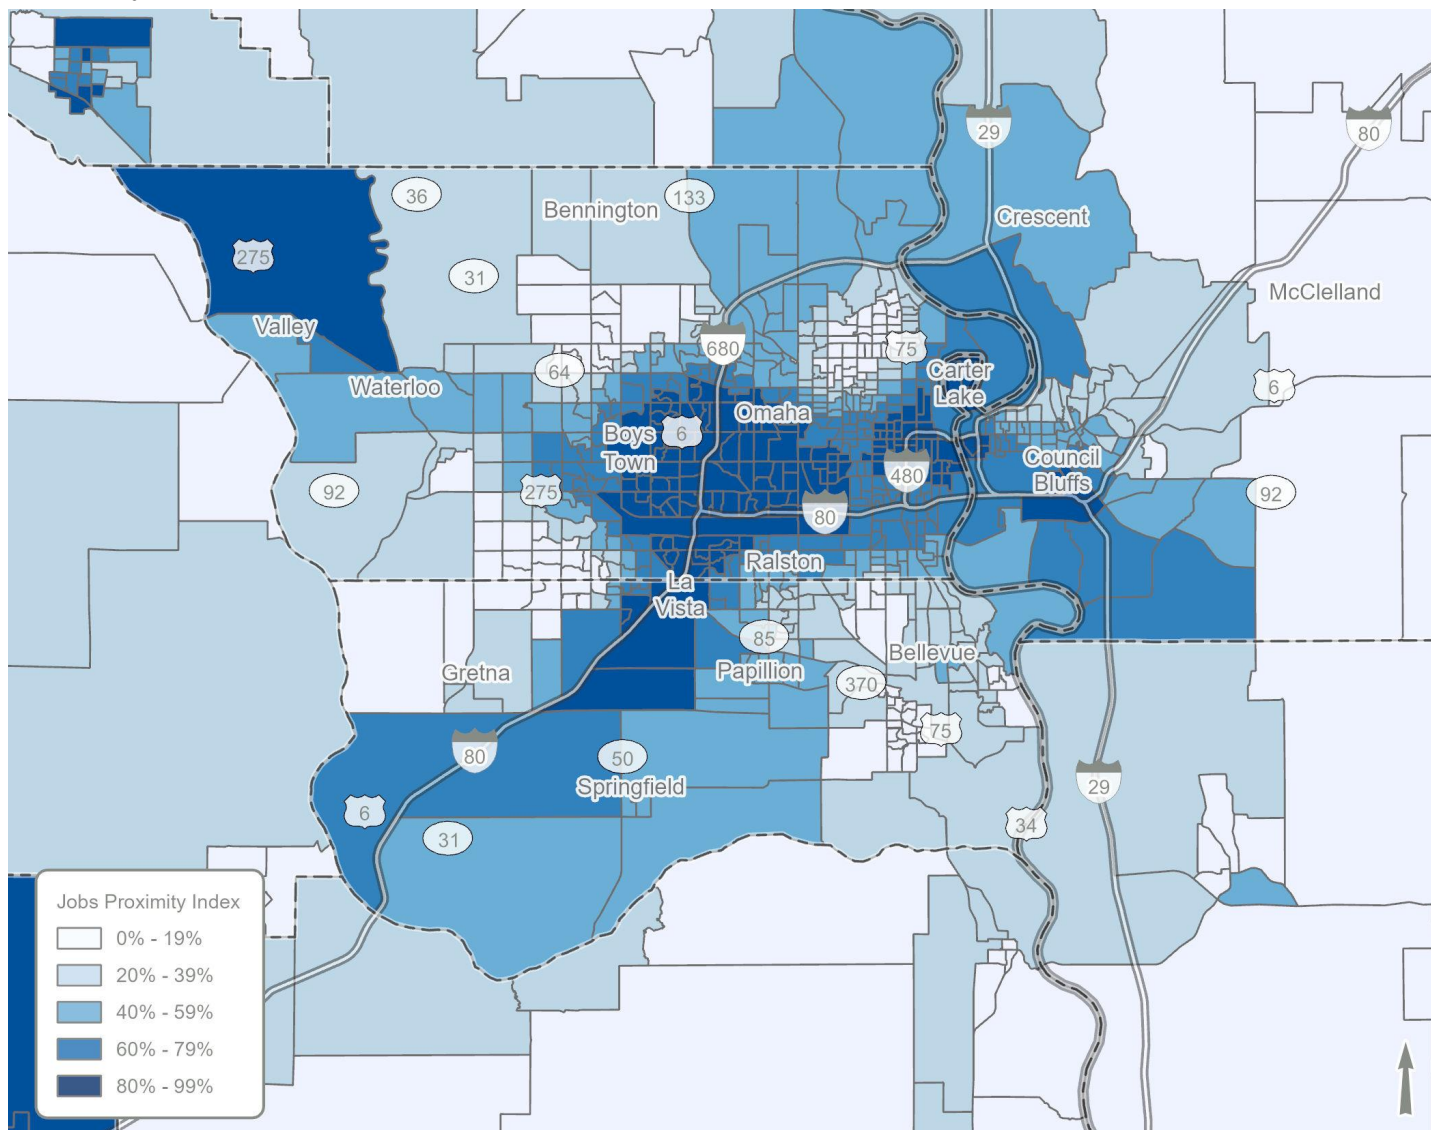 29
80
36
133
Bennington
Crescent
275
31
McClelland
Valley
680
75
64
Carter
Lake
6
Waterloo
Omaha
Boys
Town
6
Council
Bluffs
480
275
92
92
80
Ralston
La
Vista
85
Bellevue
Gretna
Papillion
370
75
80
50
Springfield
29
6
31
34
Jobs Proximity Index
0% - 19%
20% - 39%
40% - 59%
60% - 79%
80% - 99%